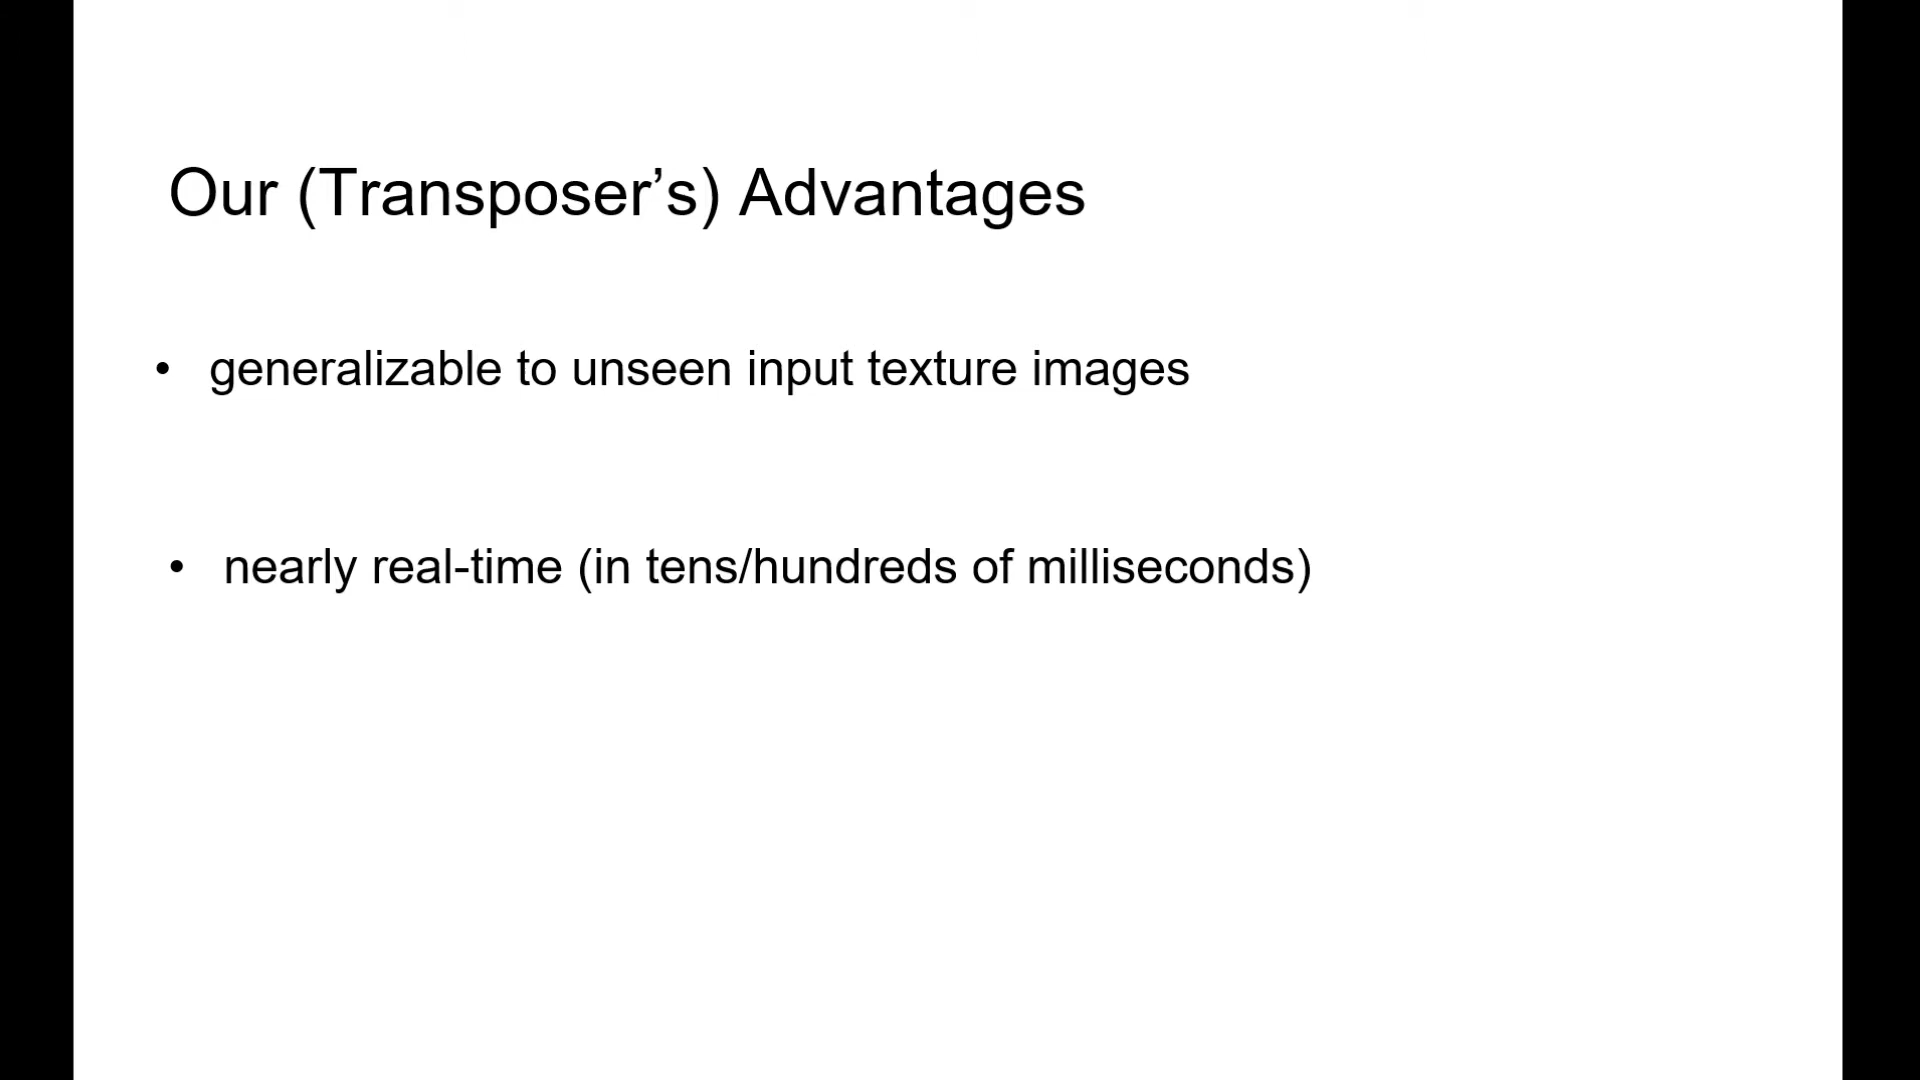 Our (Transposer’s) Advantages
• generalizable to unseen input texture images
• nearly real-time (in tens/hundreds of milliseconds)